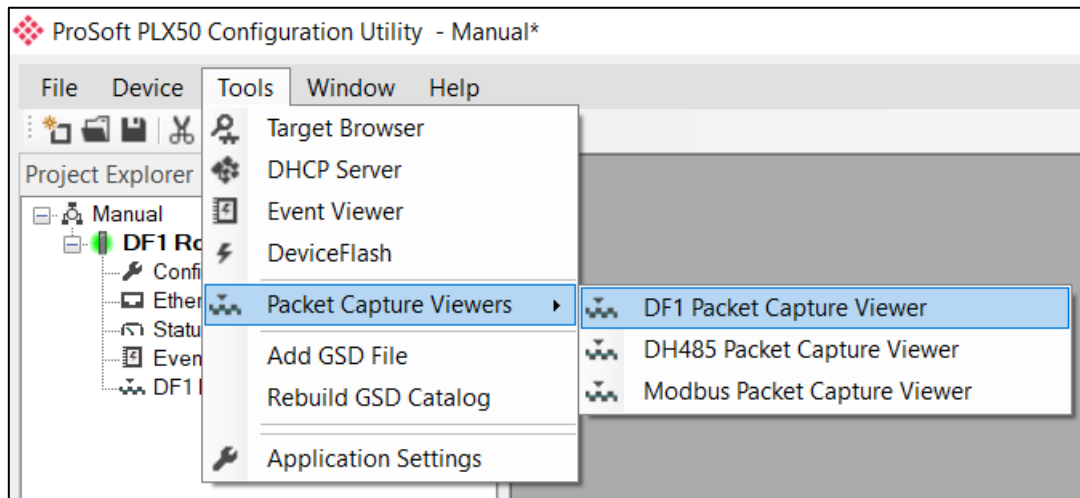 ProSoft PLX50 Configuration Utility - Manual*
File Device Tools Window Help
Project Explorer
Manual
DF1
Target Browser
DHCP Server
Event Viewer
DeviceFlash
Packet Capture Viewers
Add GSD File
Rebuild GSD Catalog
Application Settings
DF1 Packet Capture Viewer
DH485 Packet Capture Viewer
Modbus Packet Capture Viewer
DF1